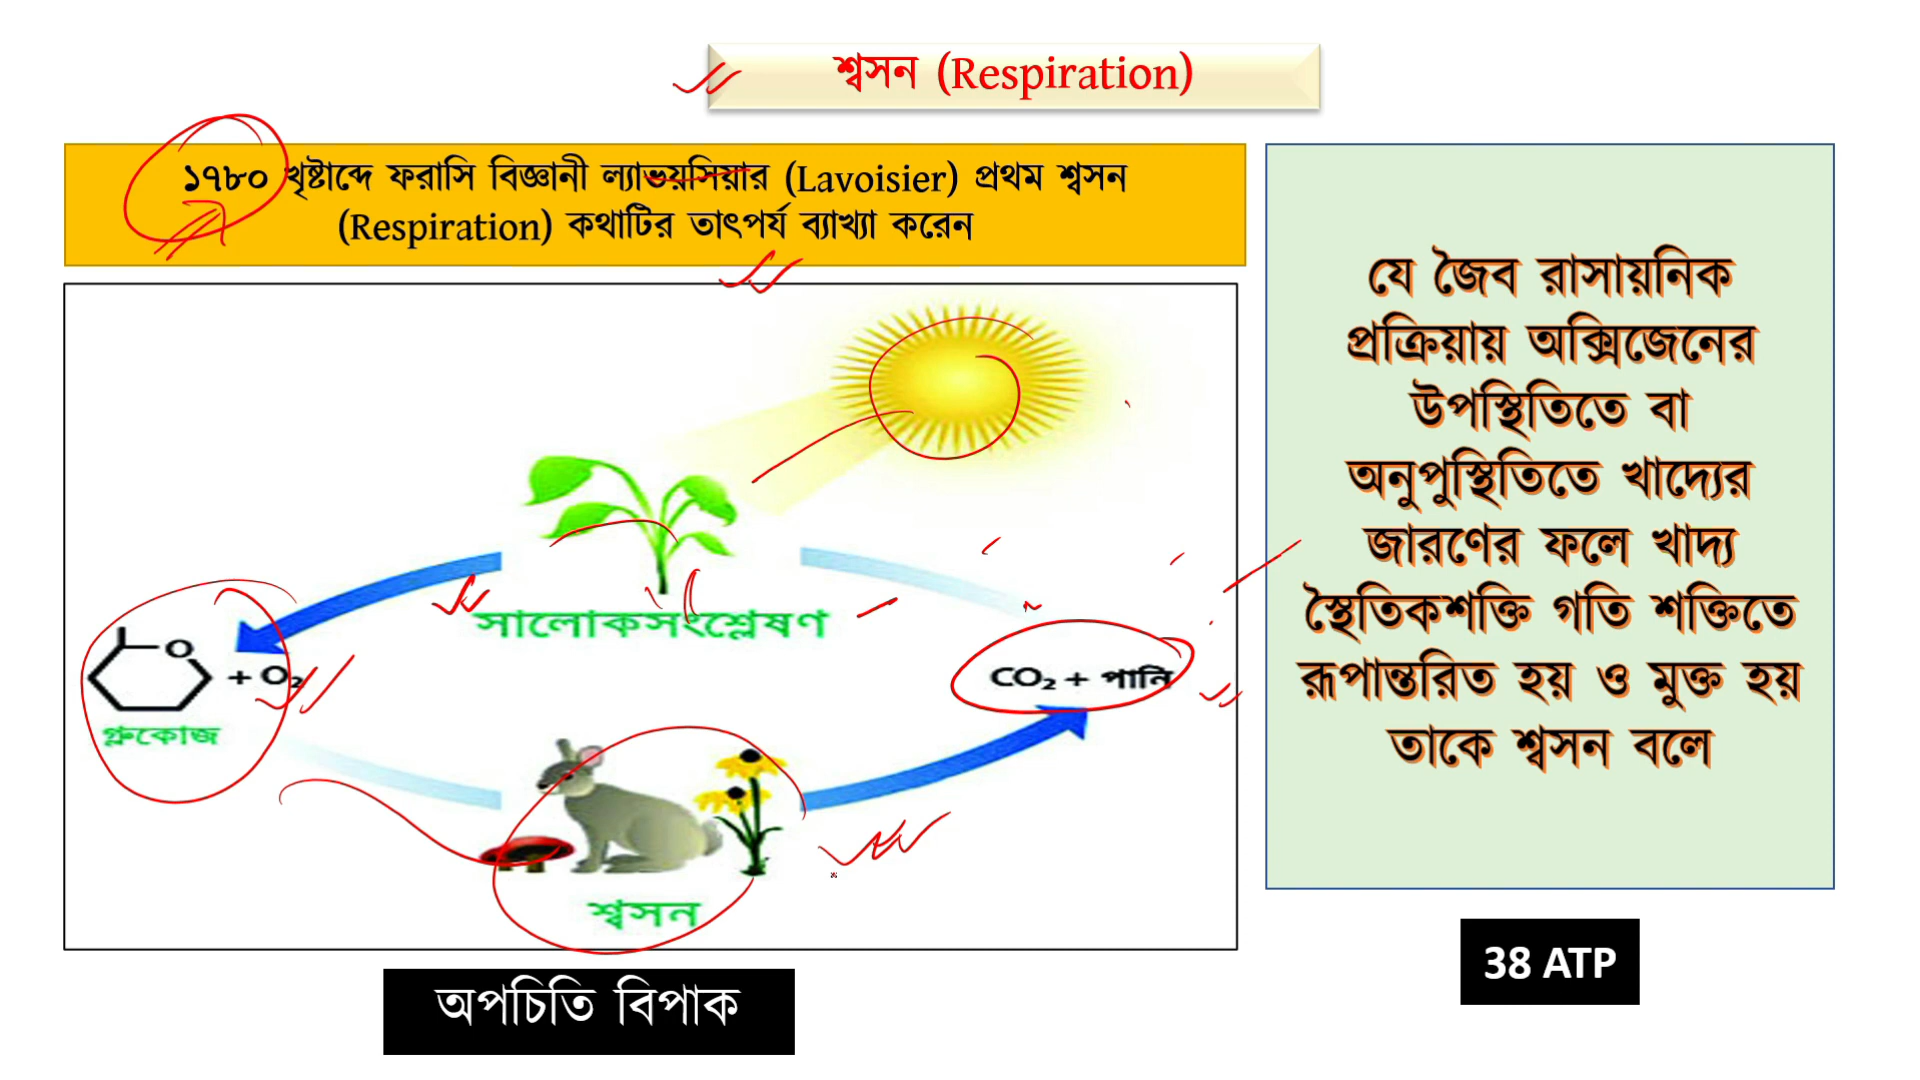 শ্বসন (Respiration)
১৭৮০ খৃষ্টাব্দে ফরাসি বিজ্ঞানী ল্যাভয়সিয়ার (Lavoisier) প্রথম শ্বসন
(Respiration) কথাটির তাৎপর্য ব্যাখ্যা করেন
সালোকসংশ্লেষণ
O
+ O₂
গ্লুকোজ
CO₂ + পানি
শ্বসন
অপচিতি বিপাক
যে জৈব রাসায়নিক
প্রক্রিয়ায় অক্সিজেনের
উপস্থিতিতে বা
অনুপুস্থিতিতে খাদ্যের
জারণের ফলে খাদ্য
স্থৈতিকশক্তি গতি শক্তিতে
রূপান্তরিত হয় ও মুক্ত হয়
তাকে শ্বসন বলে
38 ATP